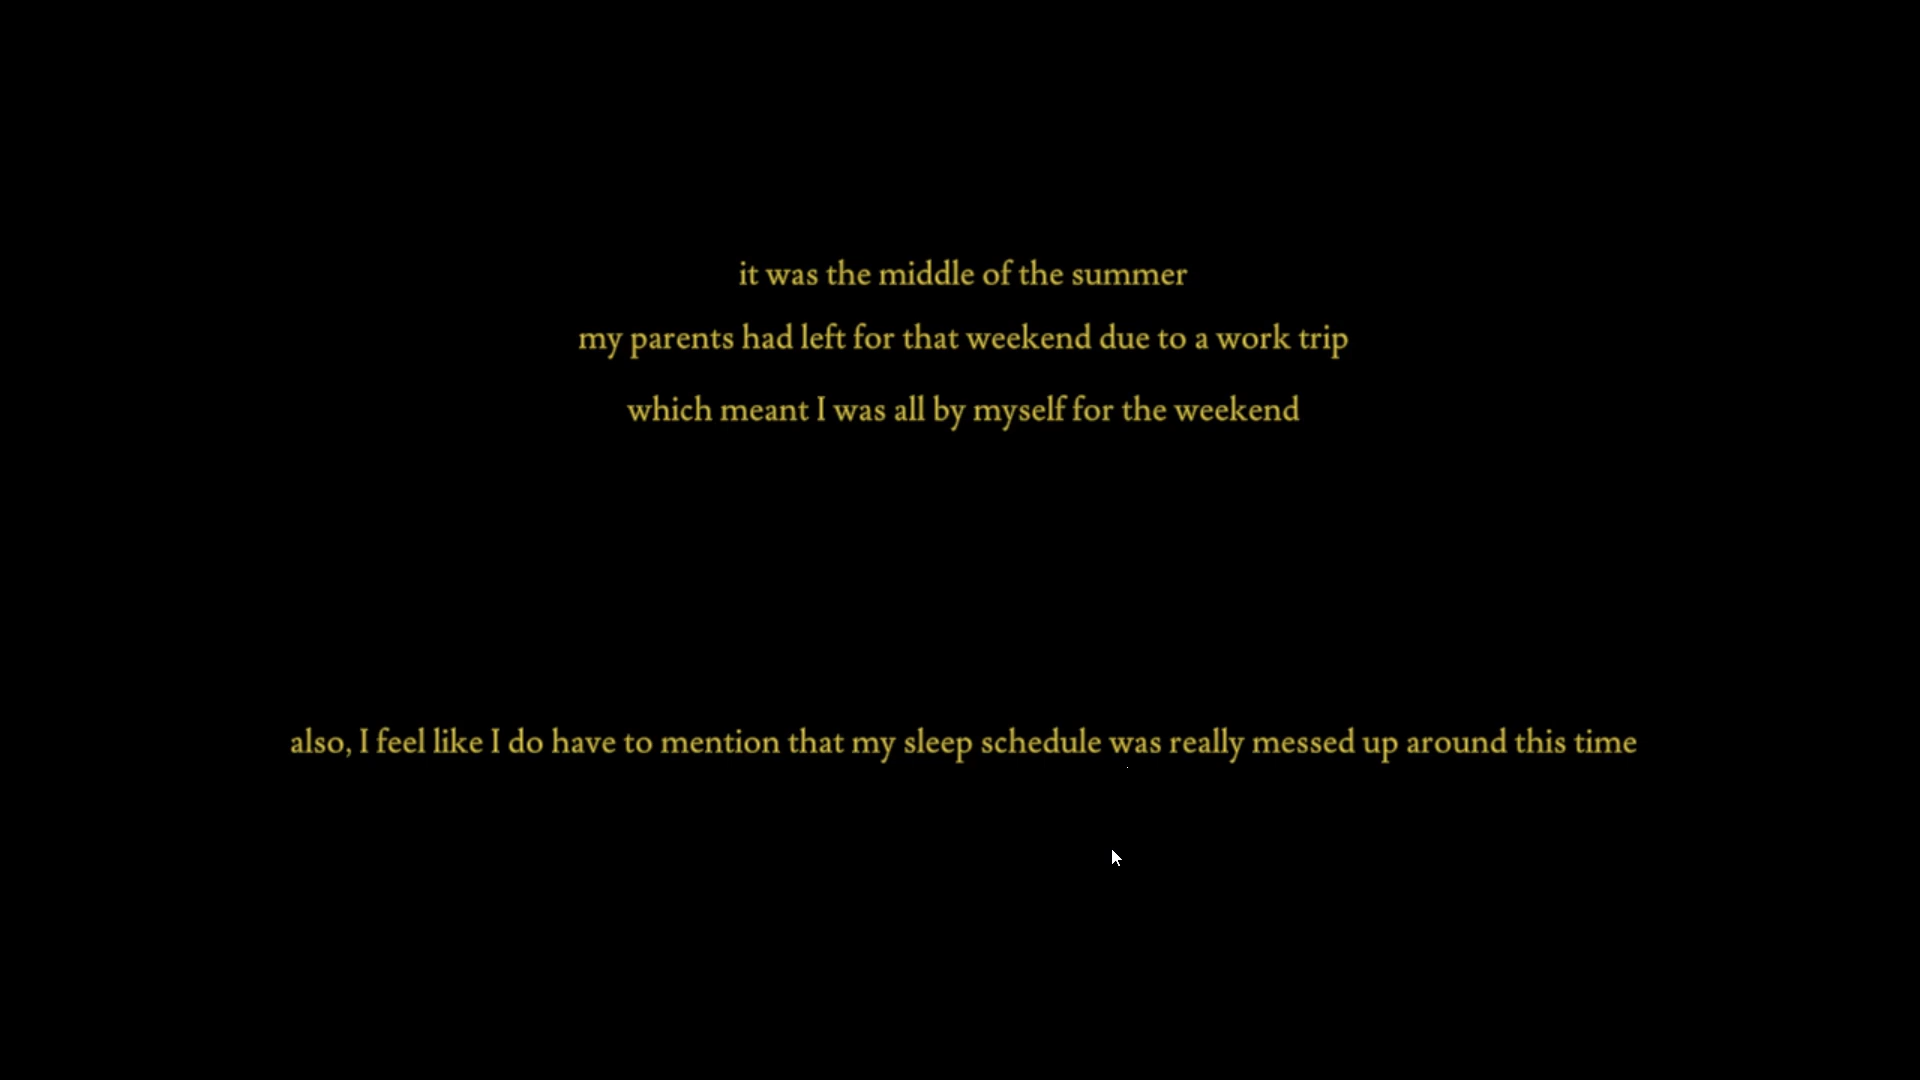 it was the middle of the summer
my parents had left for that weekend due to a work trip
which meant I was all by myself for the weekend
also, I feel like I do have to mention that my sleep schedule was really messed up around this time